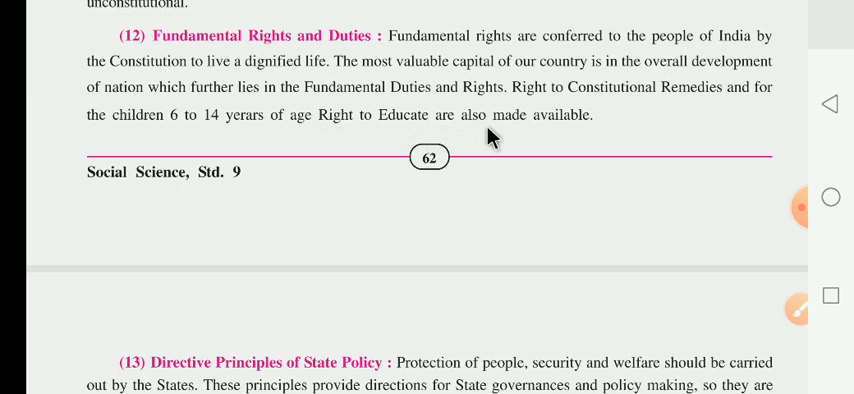 unconstitutional.
(12) Fundamental Rights and Duties : Fundamental rights are conferred to the people of India by
the Constitution to live a dignified life. The most valuable capital of our country is in the overall development
of nation which further lies in the Fundamental Duties and Rights. Right to Constitutional Remedies and for
the children 6 to 14 yerars of age Right to Educate are also made available.
62
Social Science, Std. 9
(13) Directive Principles of State Policy : Protection of people, security and welfare should be carried
out by the States. These principles provide directions for State governances and policy making, so they are